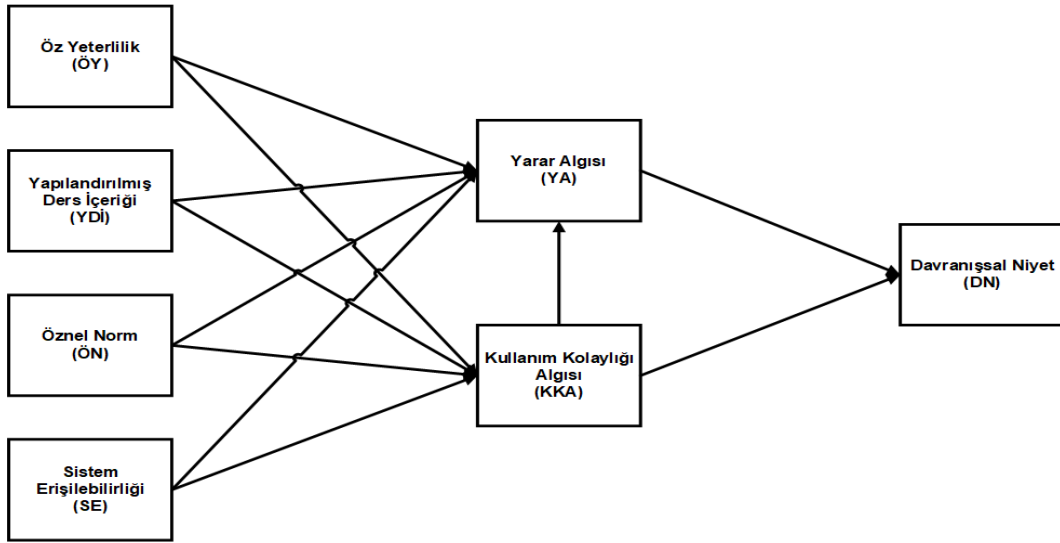 Öz Yeterlilik
(ÖY)
Yapılandırılmış
Ders İçeriği
(YDİ)
Öznel Norm
(ÖN)
Sistem
Erişilebilirliği
(SE)
Yarar Algısı
(YA)
Kullanım Kolaylığı
Algısı
(KKA)
Davranışsal Niyet
(DN)